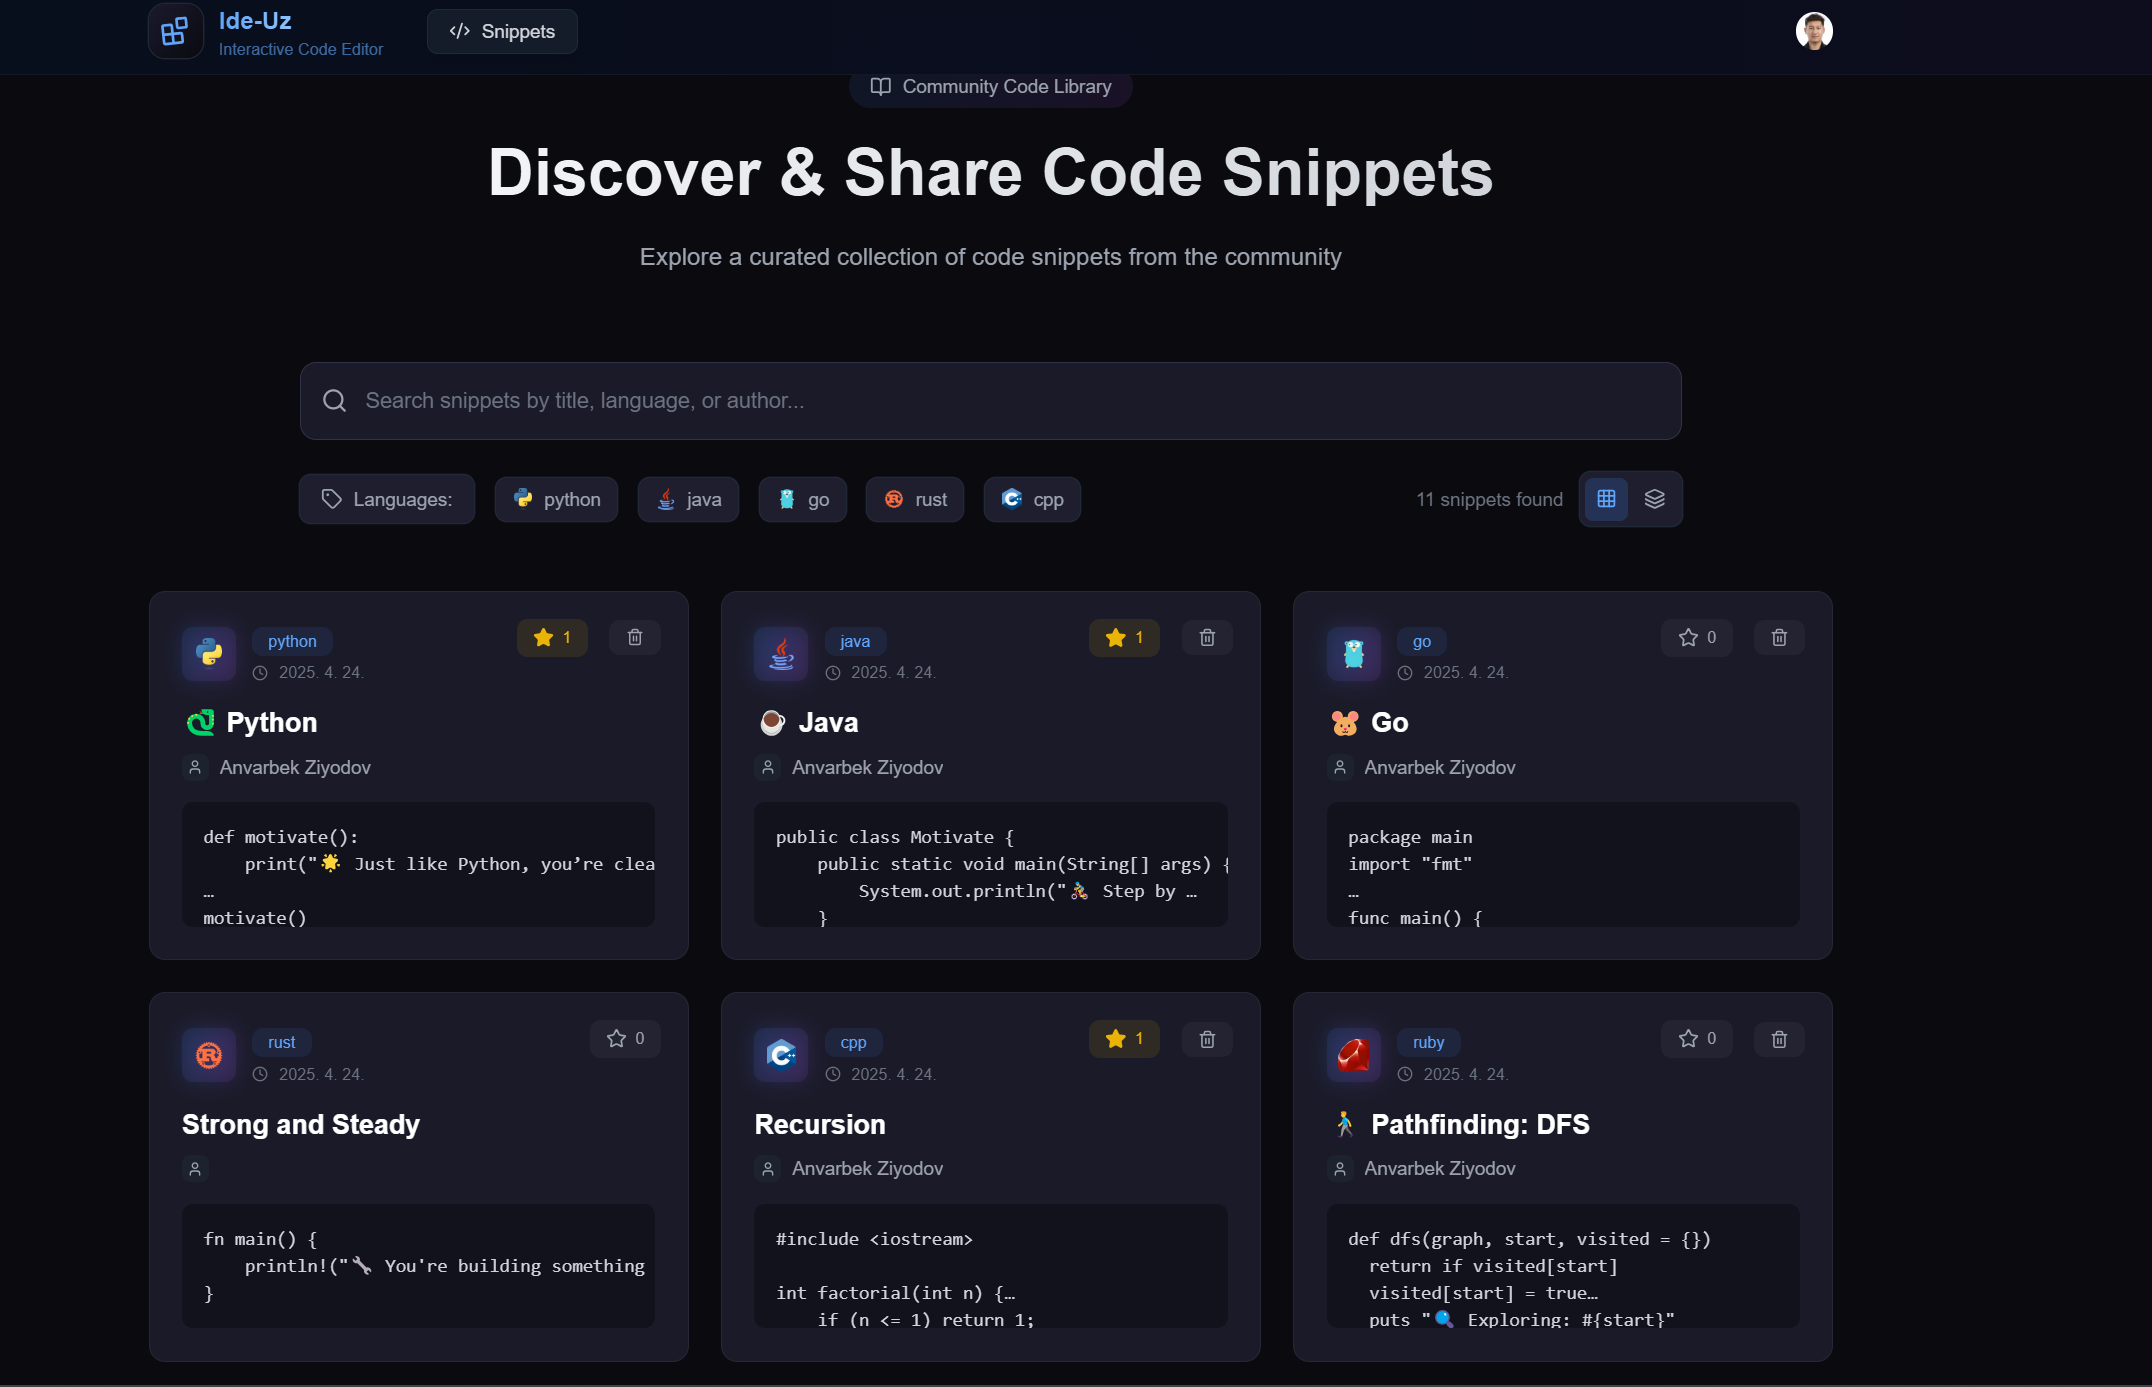 Ide-Uz
Interactive Code Editor
Snippets
Community Code Library
Discover & Share Code Snippets
Explore a curated collection of code snippets from the community
Search snippets by title, language, or author...
Languages:
python
java
go
rust
cpp
11 snippets found
python
1
2025. 4. 24.
Python
Anvarbek Ziyodov
def motivate():
print("🌟 Just like Python, you’re clea
…
motivate()
java
1
2025. 4. 24.
Java
Anvarbek Ziyodov
public class Motivate {
public static void main(String[] args) {
System.out.println("🚴 Step by …
}
go
0
2025. 4. 24.
Go
Anvarbek Ziyodov
package main
import "fmt"
…
func main() {
rust
0
2025. 4. 24.
Strong and Steady
fn main() {
println!("🔧 You're building something
}
cpp
1
2025. 4. 24.
Recursion
Anvarbek Ziyodov
#include <iostream>
int factorial(int n) {…
if (n <= 1) return 1;
ruby
0
2025. 4. 24.
Pathfinding: DFS
Anvarbek Ziyodov
def dfs(graph, start, visited = {})
return if visited[start]
visited[start] = true…
puts "🔍 Exploring: #{start}"